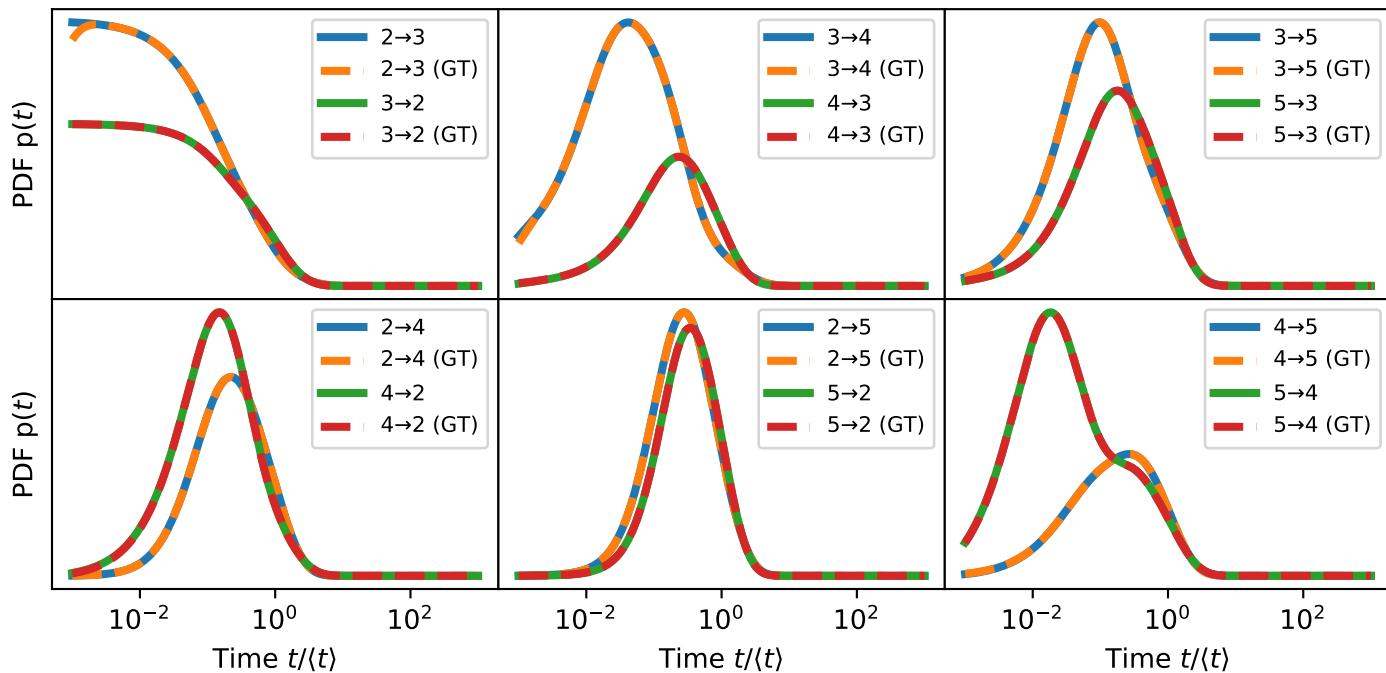 PDF p(t)
2→3
2→3 (GT)
3→2
3→2 (GT)
3→4
3→4 (GT)
4→3
4→3 (GT)
3→5
3→5 (GT)
5→3
5→3 (GT)
PDF p(t)
2→4
2→4 (GT)
4→2
4→2 (GT)
2→5
2→5 (GT)
5→2
5→2 (GT)
4→5
4→5 (GT)
5→4
5→4 (GT)
10⁻² 10⁰ 10²
10⁻² 10⁰ 10²
10⁻² 10⁰ 10²
Time t/⟨t⟩
Time t/⟨t⟩
Time t/⟨t⟩